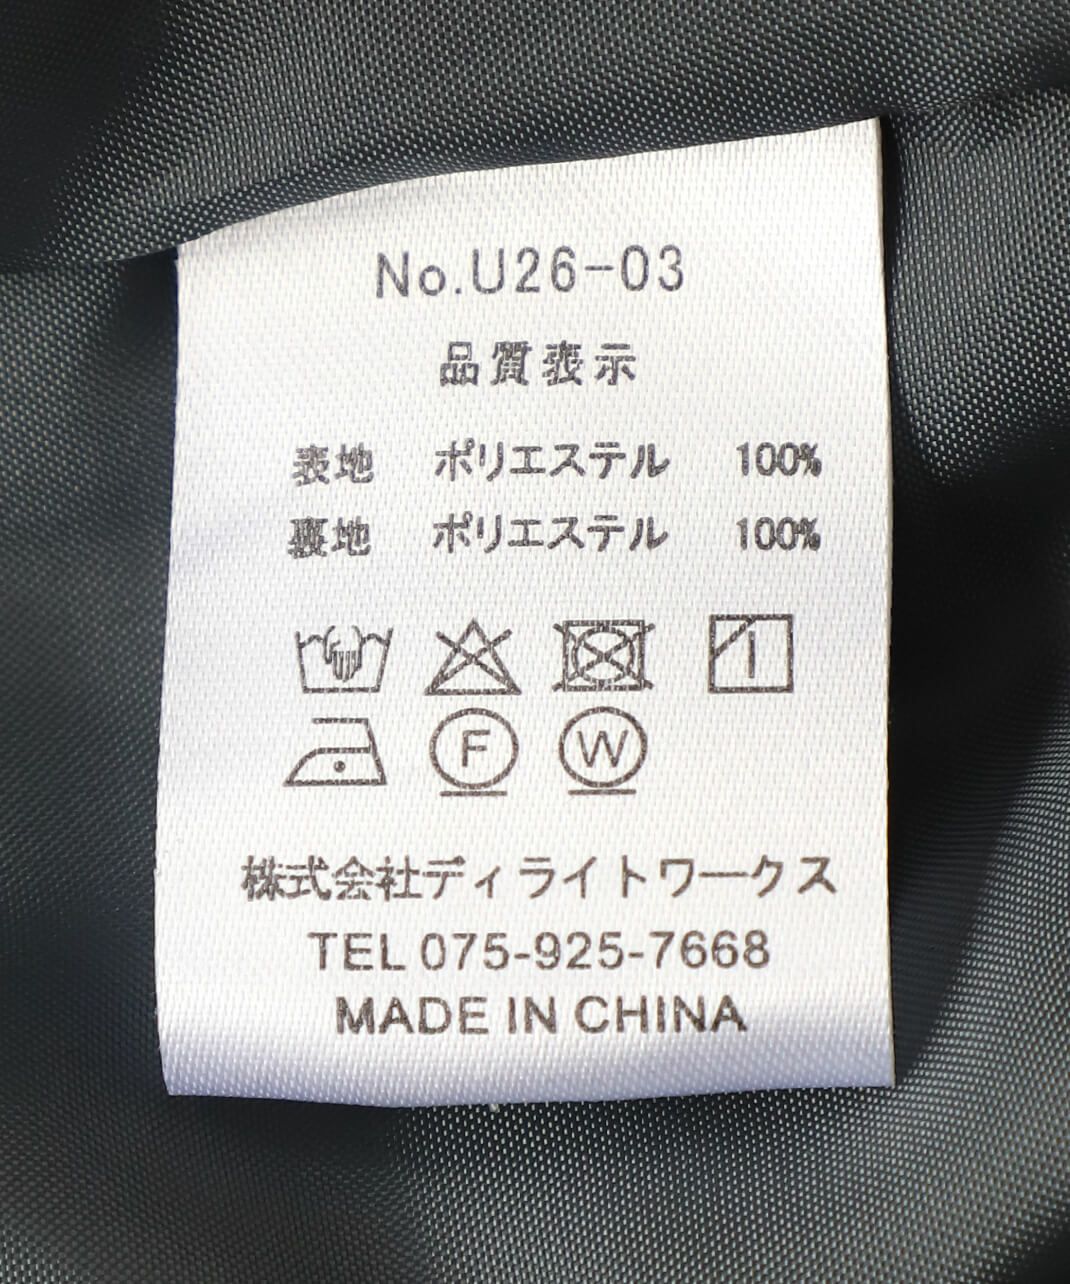 No.U26-03
品質表示
表地 ポリエステル 100%
裏地 ポリエステル 100%
F W
株式会社ディライトワークス
TEL 075-925-7668
MADE IN CHINA